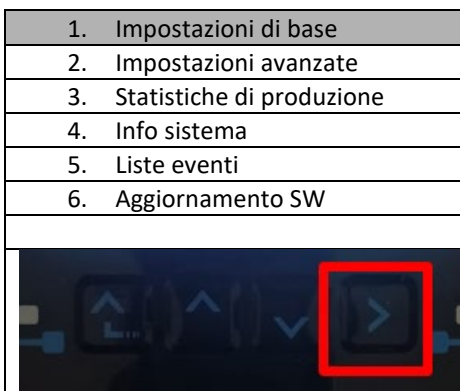 1. Impostazioni di base
2. Impostazioni avanzate
3. Statistiche di produzione
4. Info sistema
5. Liste eventi
6. Aggiornamento SW